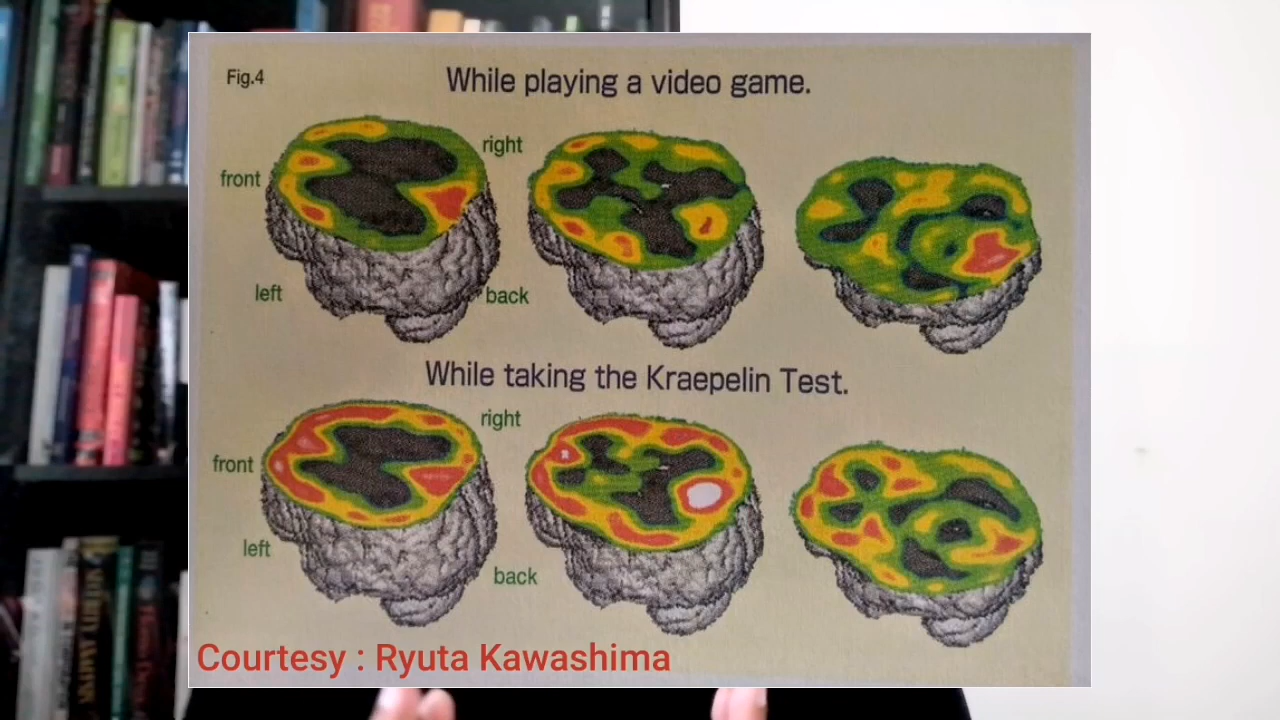 Fig.4
While playing a video game.
right
front
left
back
While taking the Kraepelin Test.
right
front
left
back
Courtesy : Ryuta Kawashima